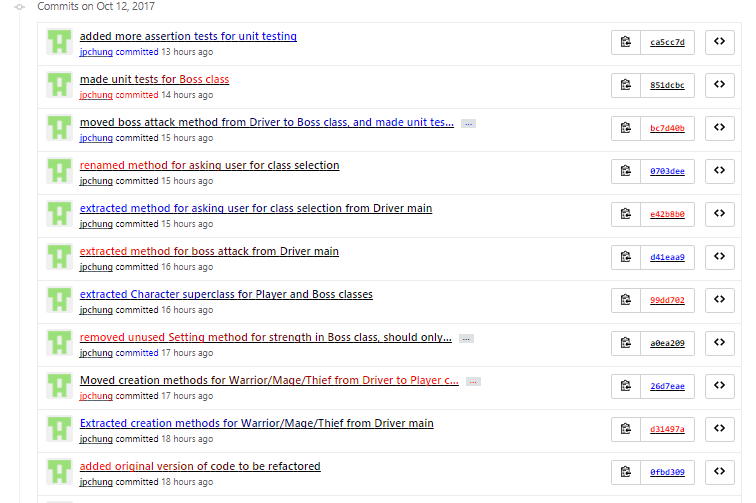 Commits on Oct 12, 2017
added more assertion tests for unit testing
jpchung committed 13 hours ago
ca5cc7d
made unit tests for Boss class
jpchung committed 14 hours ago
851dcbc
moved boss attack method from Driver to Boss class, and made unit tes... …
jpchung committed 15 hours ago
bc7d40b
renamed method for asking user for class selection
jpchung committed 15 hours ago
0703dee
extracted method for asking user for class selection from Driver main
jpchung committed 15 hours ago
e42b8b0
extracted method for boss attack from Driver main
jpchung committed 16 hours ago
d41eaa9
extracted Character superclass for Player and Boss classes
jpchung committed 16 hours ago
99dd702
removed unused Setting method for strength in Boss class, should only... …
jpchung committed 17 hours ago
a0ea209
Moved creation methods for Warrior/Mage/Thief from Driver to Player c... …
jpchung committed 17 hours ago
26d7eae
Extracted creation methods for Warrior/Mage/Thief from Driver main
jpchung committed 18 hours ago
d31497a
added original version of code to be refactored
jpchung committed 18 hours ago
0fbd309